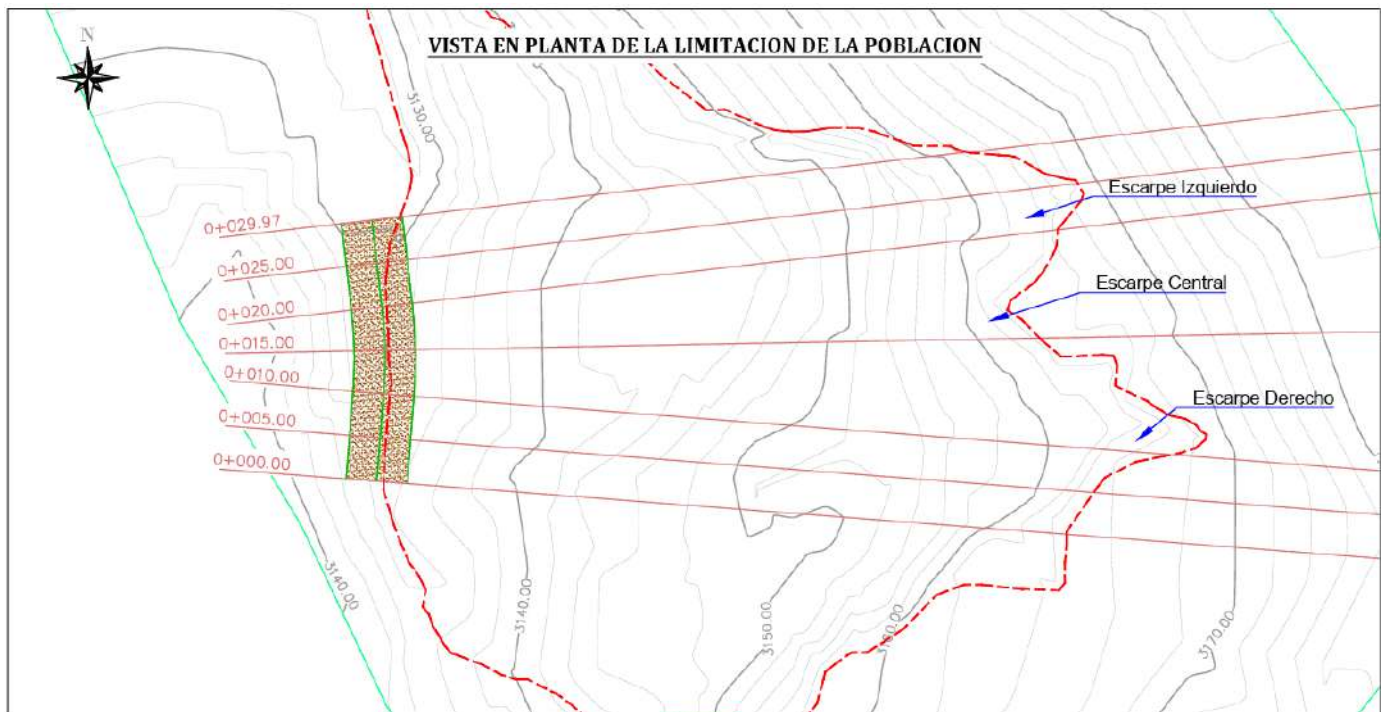 VISTA EN PLANTA DE LA LIMITACION DE LA POBLACION
N
3130.00
Escarpe Izquierdo
0+029.97
0+025.00
Escarpe Central
0+020.00
0+015.00
0+010.00
Escarpe Derecho
0+005.00
0+000.00
3140.00
3140.00
3150.00
3160.00
3170.00